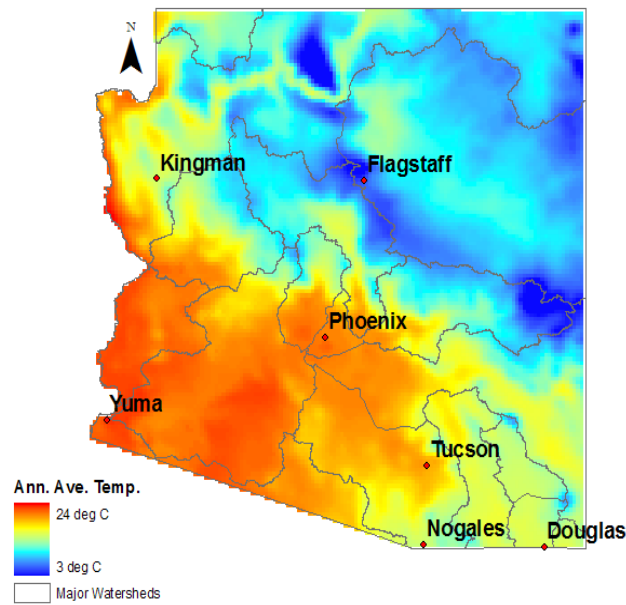 N
Kingman
Flagstaff
Phoenix
Yuma
Tucson
Nogales
Douglas
Ann. Ave. Temp.
24 deg C
3 deg C
Major Watersheds